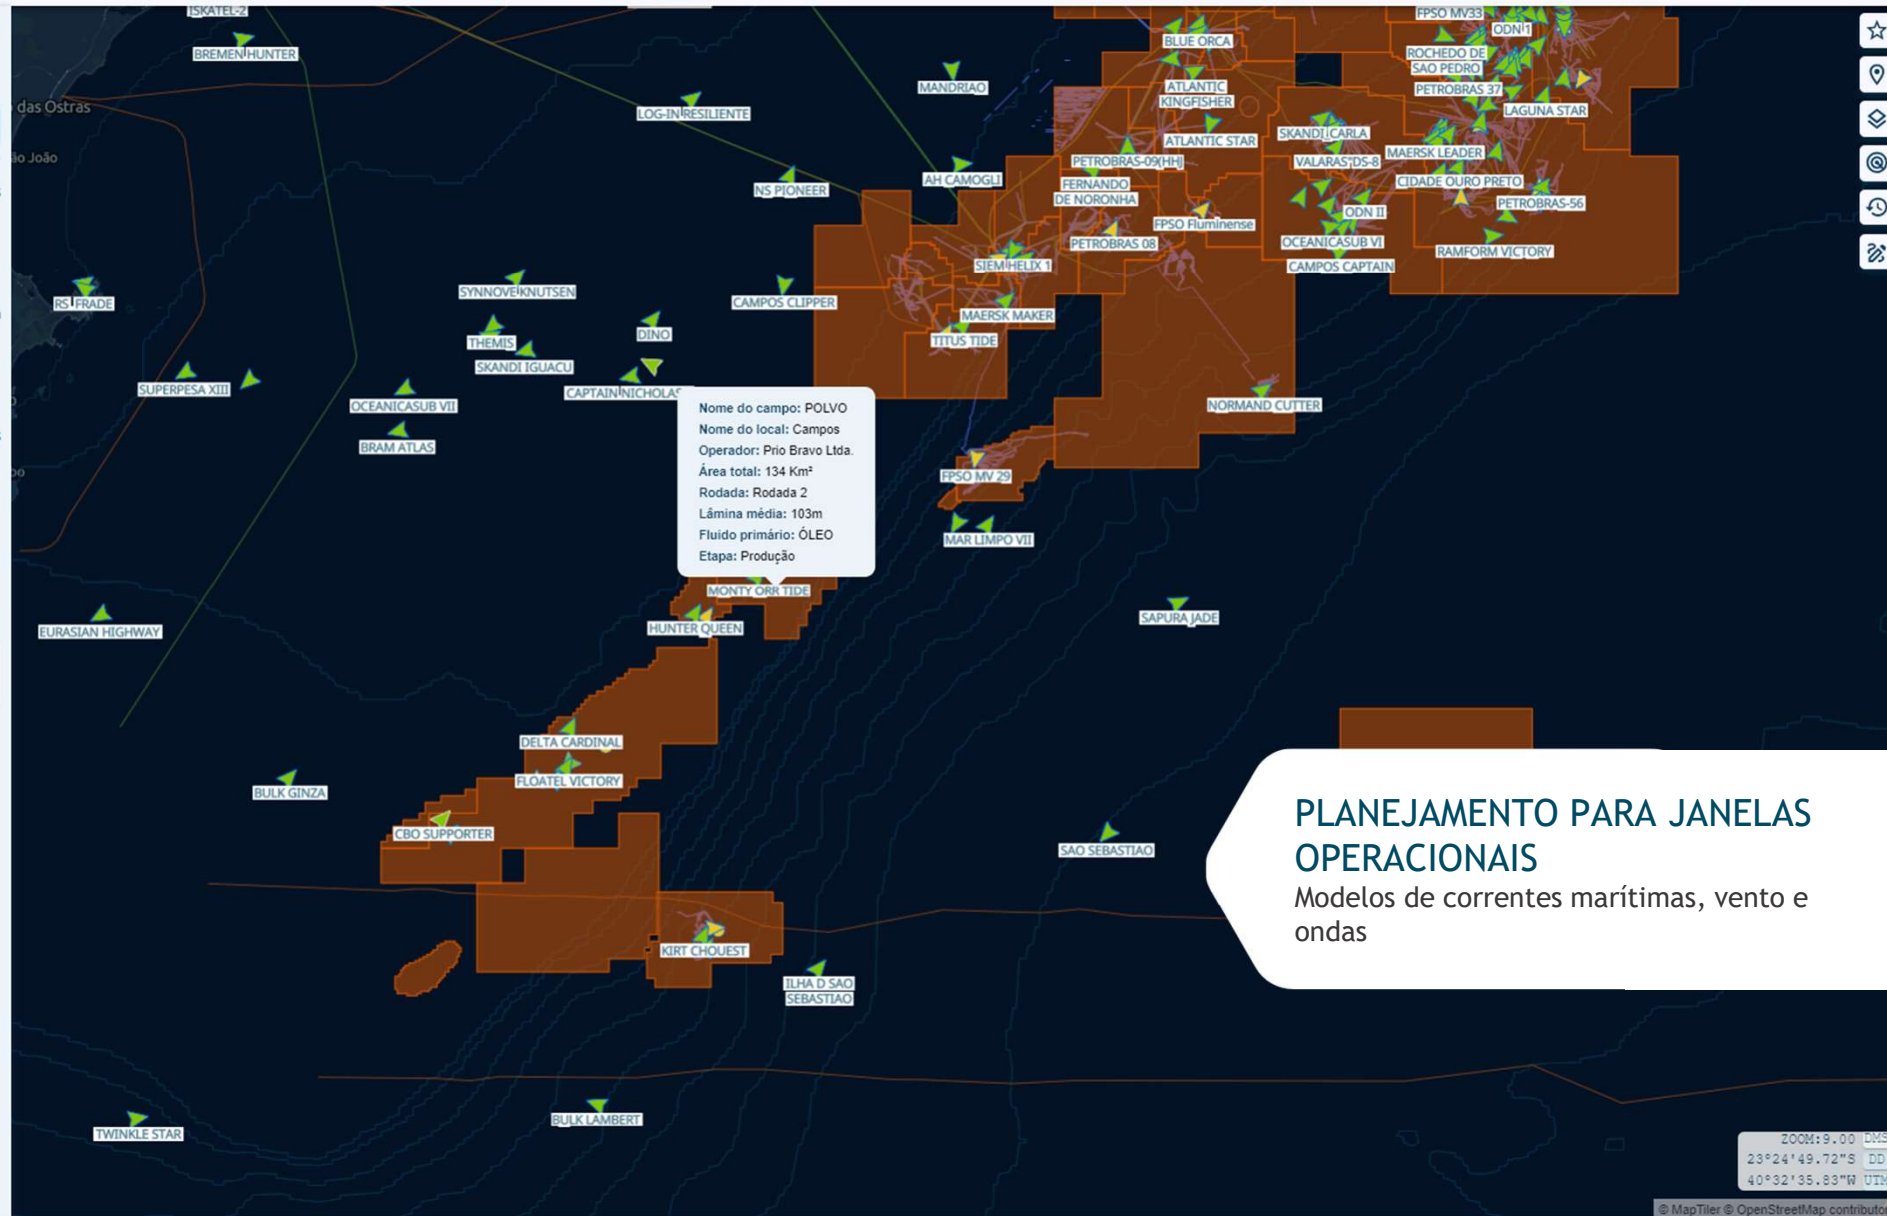 ISKATEL-2
BREMEN HUNTER
das Ostras
ão João
LOG-IN RESILIENTE
MANDRIAO
NS PIONEER
AH CAMOGLI
BLUE ORCA
ATLANTIC
KINGFISHER
ATLANTIC STAR
PETROBRAS-09(HHJ
FERNANDO
DE NORONHA
FPSO Fluminense
PETROBRAS 08
SKANDI CARLA
VALARAS DS-8
ODN II
OCEANICASUB VI
CAMPOS CAPTAIN
FPSO MV33
ODN 1
ROCHEDO DE
SAO PEDRO
PETROBRAS 37
LAGUNA STAR
MAERSK LEADER
CIDADE OURO PRETO
PETROBRAS-56
RAMFORM VICTORY
RS FRADE
SYNNOVE KNUTSEN
THEMIS
SKANDI IGUACU
DINO
CAPTAIN NICHOLAS
CAMPOS CLIPPER
SIEM HELIX 1
MAERSK MAKER
TITUS TIDE
SUPERPESA XIII
OCEANICASUB VII
BRAM ATLAS
NORMAND CUTTER
Nome do campo: POLVO
Nome do local: Campos
Operador: Prio Bravo Ltda.
Área total: 134 Km²
Rodada: Rodada 2
Lâmina média: 103m
Fluido primário: ÓLEO
Etapa: Produção
FPSO MV 29
MAR LIMPO VII
MONTY ORR TIDE
HUNTER QUEEN
SAPURA JADE
EURASIAN HIGHWAY
DELTA CARDINAL
FLOATEL VICTORY
BULK GINZA
CBO SUPPORTER
SAO SEBASTIAO
KIRT CHOUEST
ILHA D SAO
SEBASTIAO
PLANEJAMENTO PARA JANELAS
OPERACIONAIS
Modelos de correntes marítimas, vento e
ondas
TWINKLE STAR
BULK LAMBERT
ZOOM:9.00 DMS
23°24'49.72"S DD
40°32'35.83"W UTM
© MapTiler © OpenStreetMap contributor